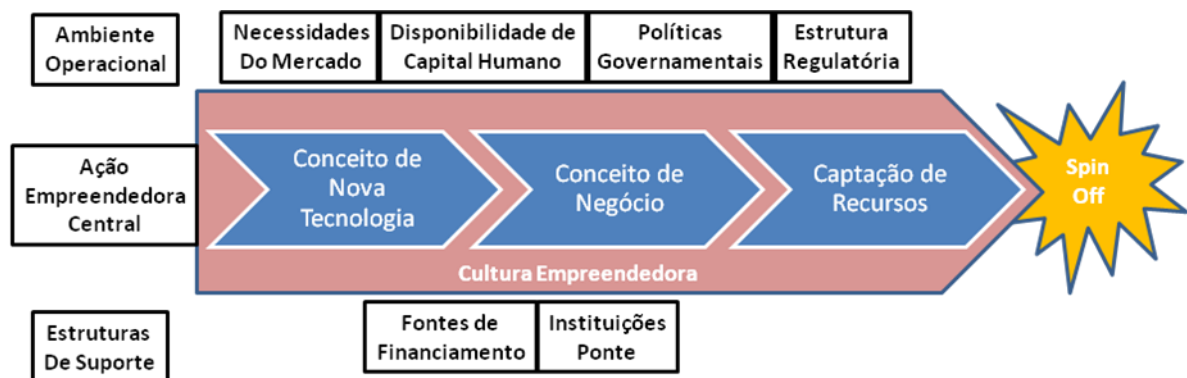 Ambiente
Operacional
Necessidades
Do Mercado
Disponibilidade de
Capital Humano
Políticas
Governamentais
Estrutura
Regulatória
Ação
Empreendedora
Central
Conceito de
Nova
Tecnologia
Conceito de
Negócio
Captação de
Recursos
Spin
Off
Cultura Empreendedora
Estruturas
De Suporte
Fontes de
Financiamento
Instituições
Ponte